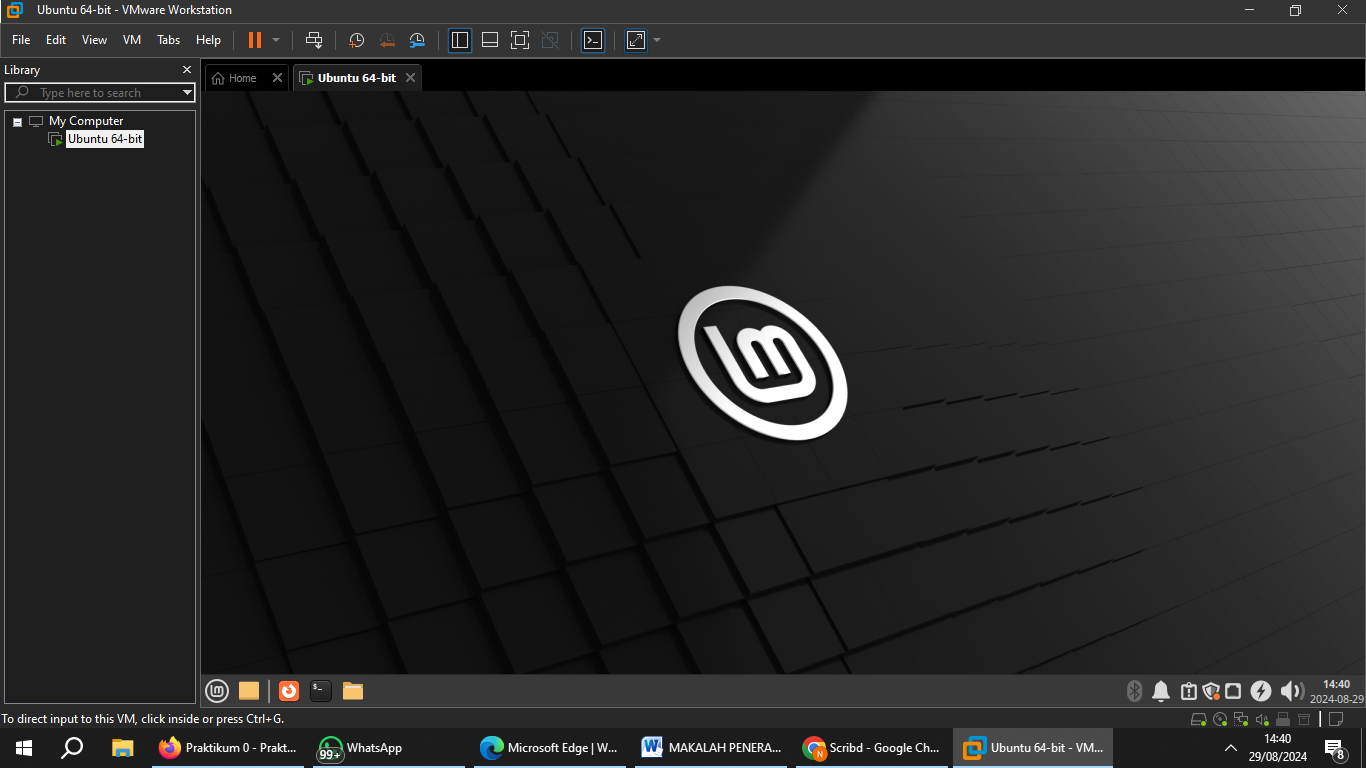 Ubuntu 64-bit - VMware Workstation
File Edit View VM Tabs Help
Library
Home
Ubuntu 64-bit
Type here to search
My Computer
Ubuntu 64-bit
lm
14:40
2024-08-29
To direct input to this VM, click inside or press Ctrl+G.
Praktikum 0 - Prakt...
99+
WhatsApp
Microsoft Edge | W...
MAKALAH PENERA...
N
Scribd - Google Ch...
Ubuntu 64-bit - VM...
14:40
29/08/2024
8